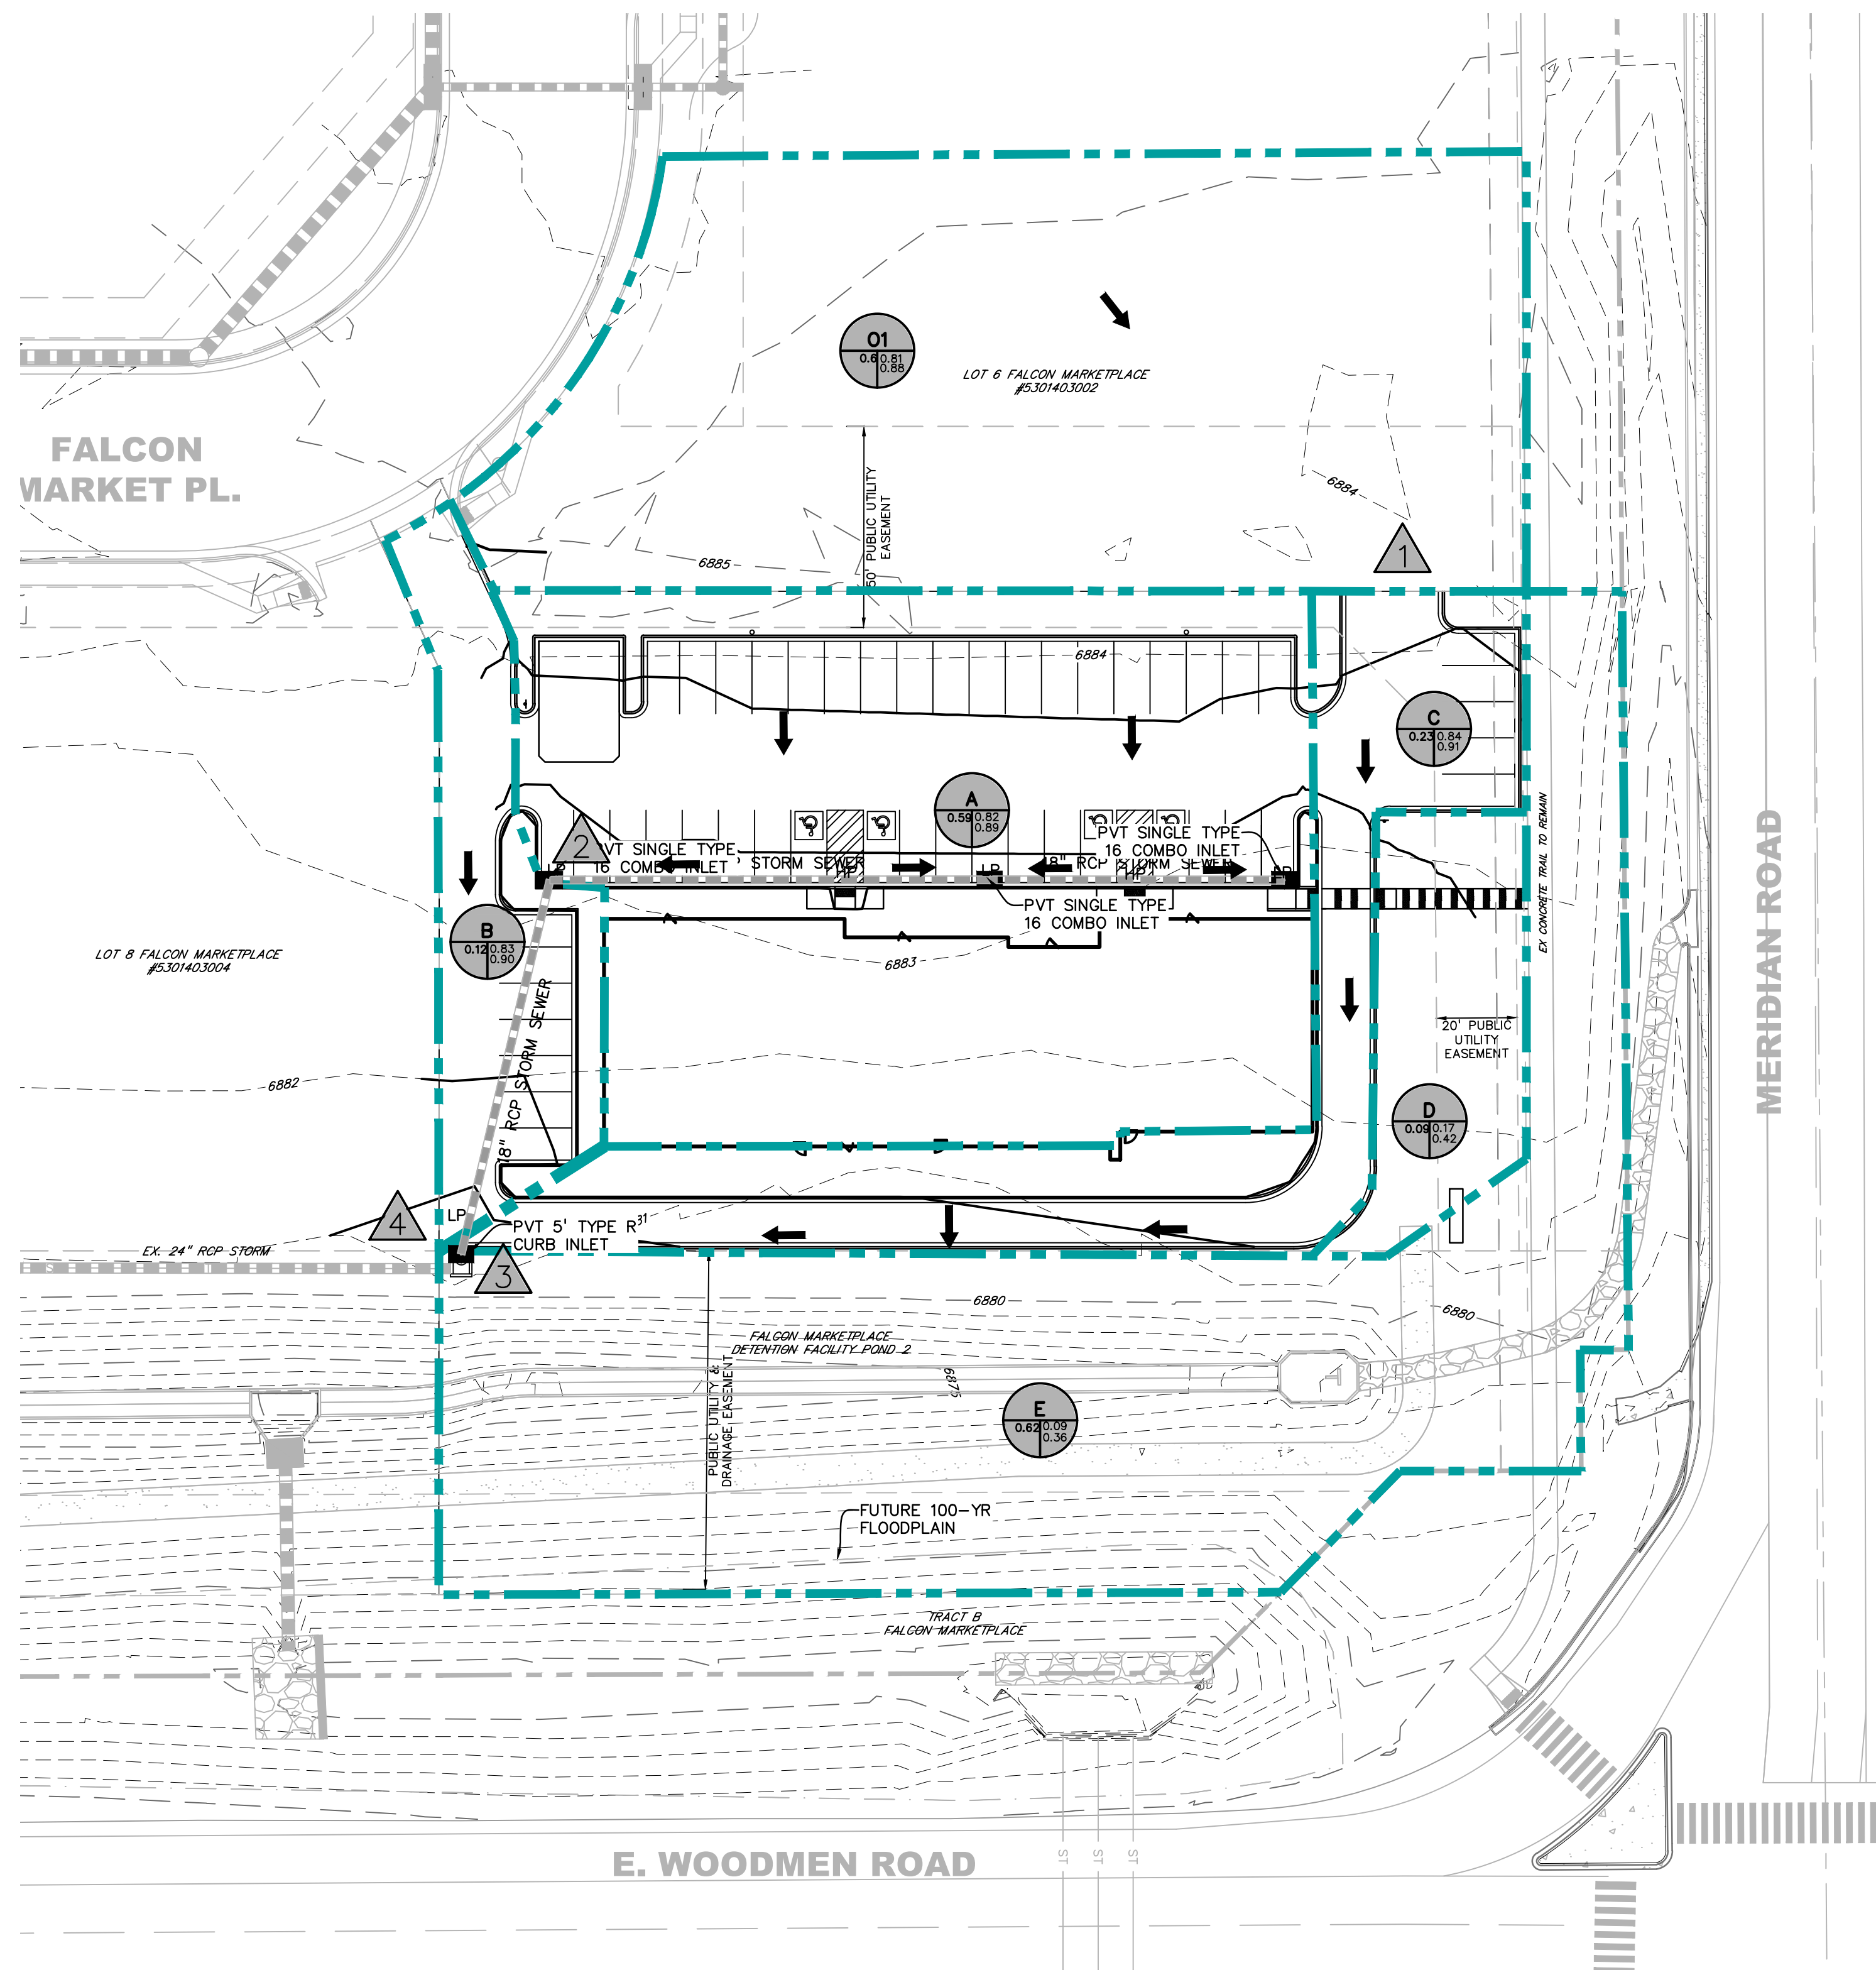 O1
0.6 0.81
0.88
LOT 6 FALCON MARKETPLACE
#5301403002
FALCON
MARKET PL.
50' PUBLIC UTILITY
EASEMENT
6884
1
6885
6884
C
0.23 0.84
0.91
A
0.59 0.82
0.89
2
PVT SINGLE TYPE
16 COMBO INLET
STORM SEWER
18" RCP STORM SEWER
PVT SINGLE TYPE
16 COMBO INLET
LP
HP
LP
HP
LP
PVT SINGLE TYPE
16 COMBO INLET
EX CONCRETE TRAIL TO REMAIN
MERIDIAN ROAD
B
0.12 0.83
0.90
LOT 8 FALCON MARKETPLACE
#5301403004
6883
18" RCP STORM SEWER
20' PUBLIC
UTILITY
EASEMENT
6882
D
0.09 0.17
0.42
4
LP
PVT 5' TYPE R
CURB INLET
EX. 24" RCP STORM
3
6880
6880
FALCON MARKETPLACE
DETENTION FACILITY POND 2
PUBLIC UTILITY &
DRAINAGE EASEMENT
6875
E
0.62 0.09
0.36
FUTURE 100-YR
FLOODPLAIN
TRACT B
FALCON MARKETPLACE
E. WOODMEN ROAD
ST
ST
ST